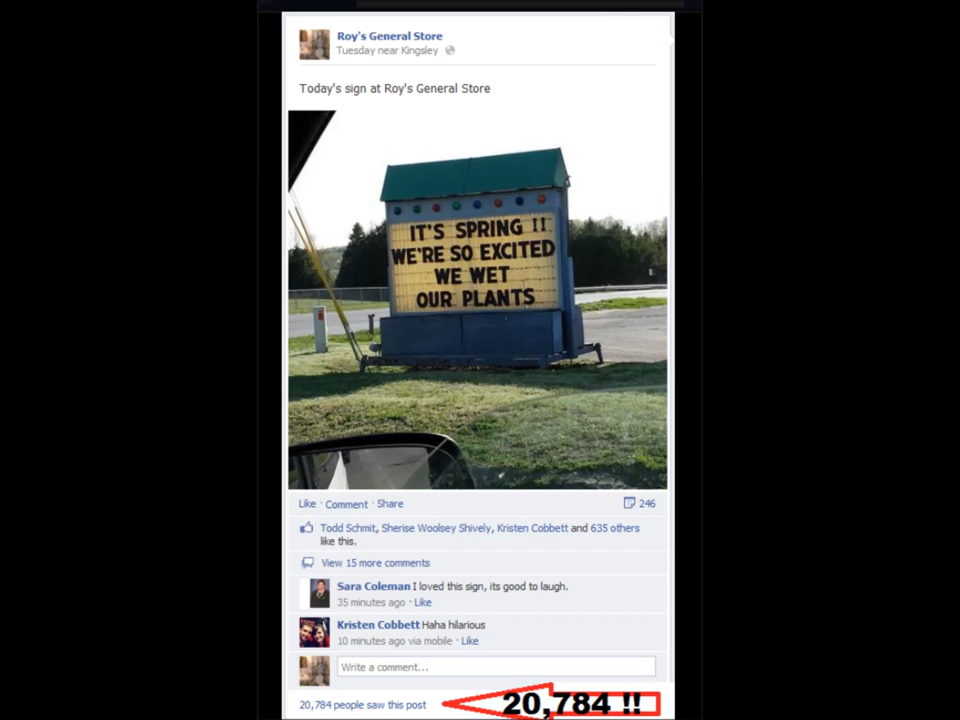 Roy's General Store
Tuesday near Kingsley
Today's sign at Roy's General Store
IT'S SPRING !!
WE'RE SO EXCITED
WE WET
OUR PLANTS
Like · Comment · Share 246
Todd Schmit, Sherise Woolsey Shively, Kristen Cobbett and 635 others
like this.
View 15 more comments
Sara Coleman I loved this sign, its good to laugh.
35 minutes ago · Like
Kristen Cobbett Haha hilarious
10 minutes ago via mobile · Like
Write a comment...
20,784 people saw this post
20,784 !!